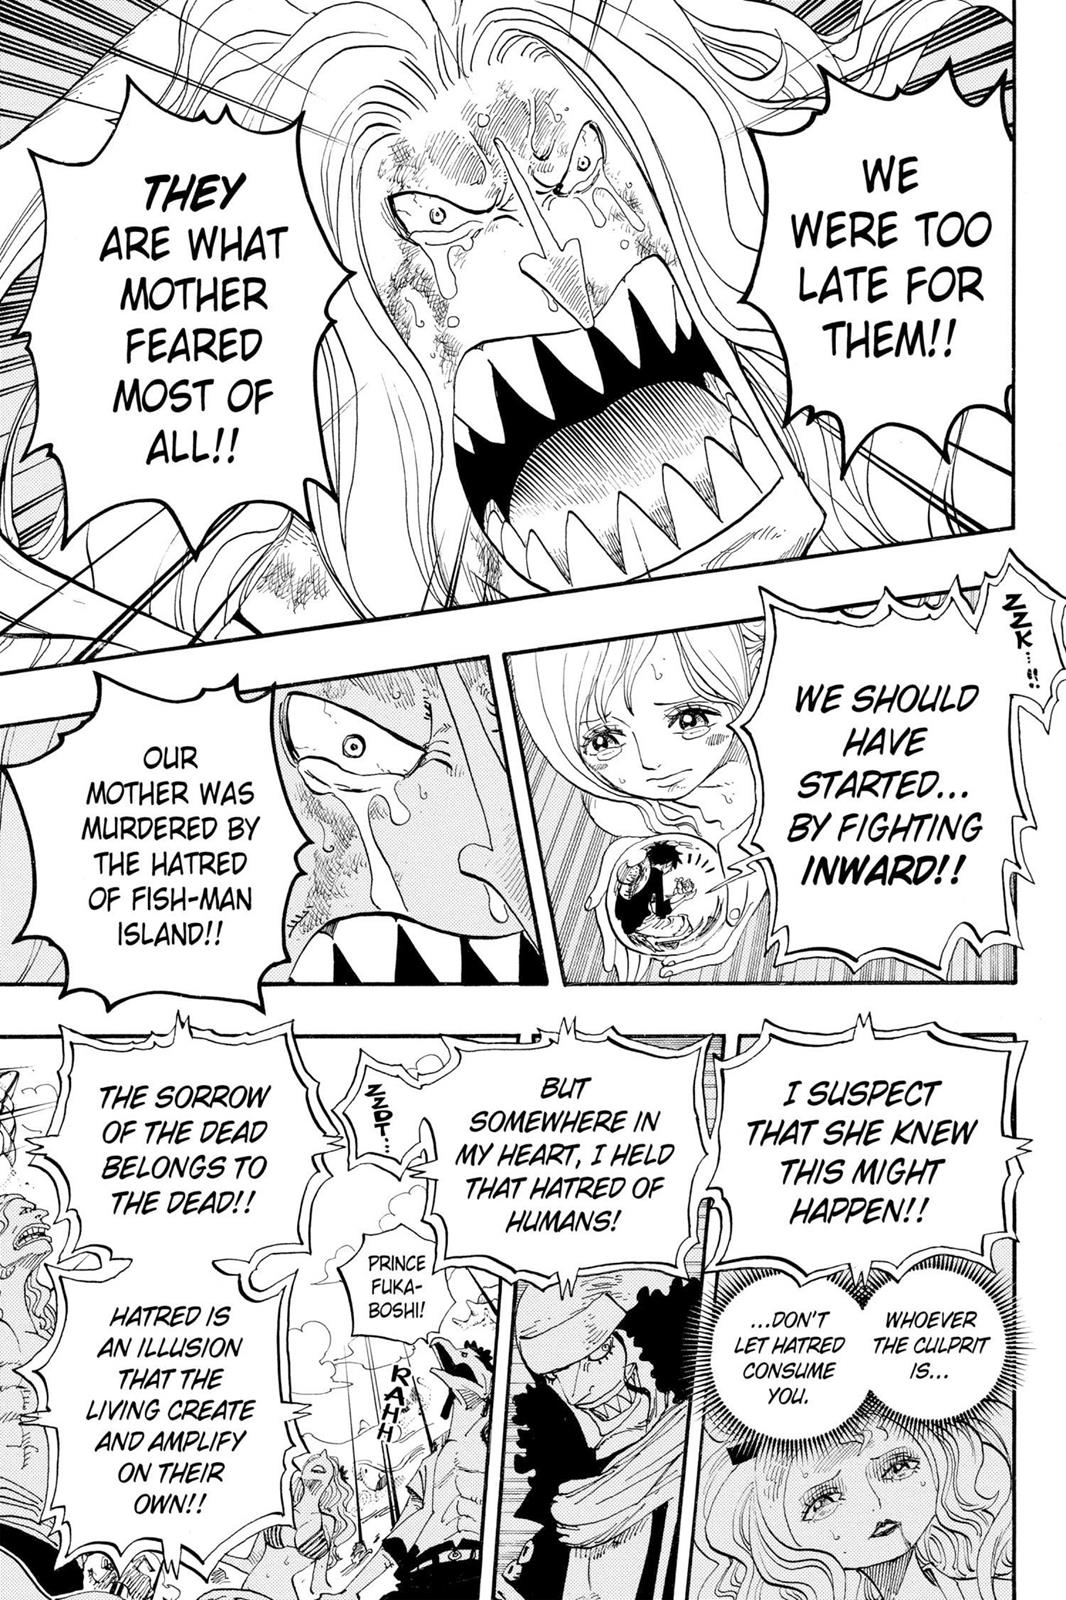 WE
WERE TOO
LATE FOR
THEM!!
THEY
ARE WHAT
MOTHER
FEARED
MOST OF
ALL!!
ZZK...!!
WE SHOULD
HAVE
STARTED...
BY FIGHTING
INWARD!!
OUR
MOTHER WAS
MURDERED BY
THE HATRED
OF FISH-MAN
ISLAND!!
I SUSPECT
THAT SHE KNEW
THIS MIGHT
HAPPEN!!
WHOEVER
THE CULPRIT
IS...
...DON'T
LET HATRED
CONSUME
YOU.
BUT
SOMEWHERE IN
MY HEART, I HELD
THAT HATRED OF
HUMANS!
ZZDT...
PRINCE
FUKA-
BOSHI!
RAHH
THE SORROW
OF THE DEAD
BELONGS TO
THE DEAD!!
HATRED IS
AN ILLUSION
THAT THE
LIVING CREATE
AND AMPLIFY
ON THEIR
OWN!!